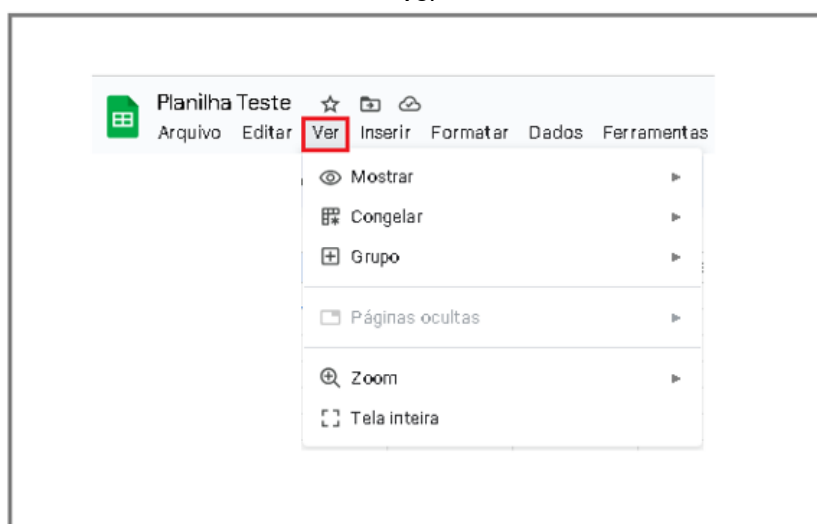 Planilha Teste
Arquivo Editar Ver Inserir Formatar Dados Ferramentas
Mostrar
Congelar
Grupo
Páginas ocultas
Zoom
Tela inteira